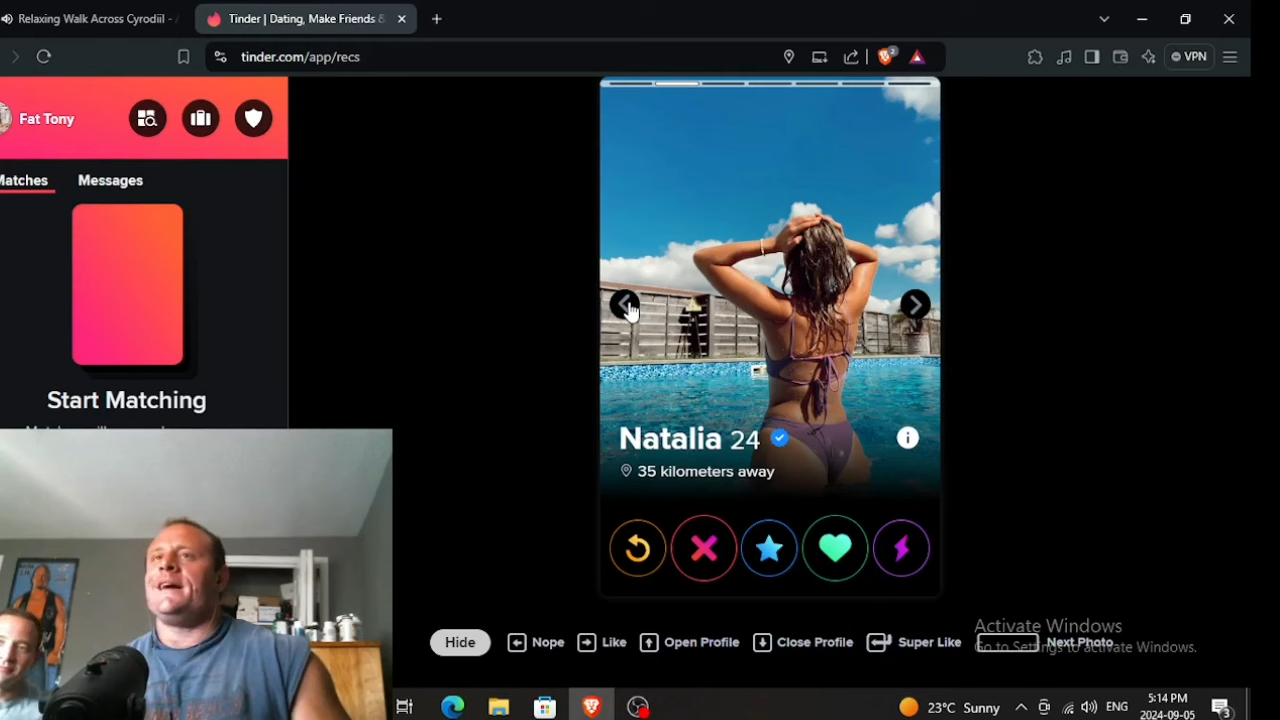 Relaxing Walk Across Cyrodiil -
Tinder | Dating, Make Friends &
tinder.com/app/recs
2
VPN
Fat Tony
Matches
Messages
Start Matching
Natalia 24
35 kilometers away
Hide
Nope
Like
Open Profile
Close Profile
Super Like
Next Photo
Activate Windows
Go to Settings to activate Windows.
23°C Sunny
ENG
5:14 PM
2024-09-05
3